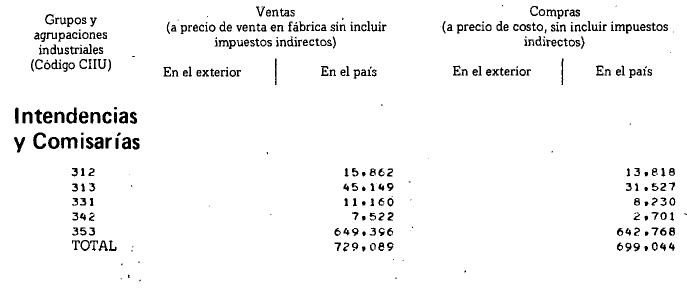 Grupos y
agrupaciones
industriales
(Código CIIU)
Ventas
(a precio de venta en fábrica sin incluir
impuestos indirectos)
En el exterior
En el país
Compras
(a precio de costo, sin incluir impuestos
indirectos)
En el exterior
En el país
Intendencias
y Comisarías
312 15,862 13,818
313 45,149 31,527
331 11,160 8,230
342 7,522 2,701
353 649,396 642,768
TOTAL 729,089 699,044